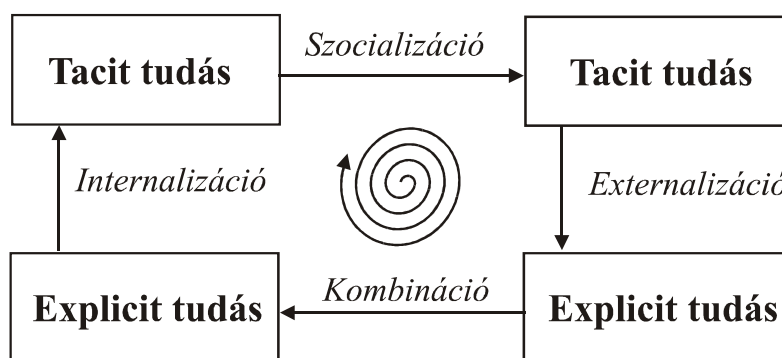 Szocializáció
Tacit tudás
Tacit tudás
Internalizáció
Externalizáció
Kombináció
Explicit tudás
Explicit tudás